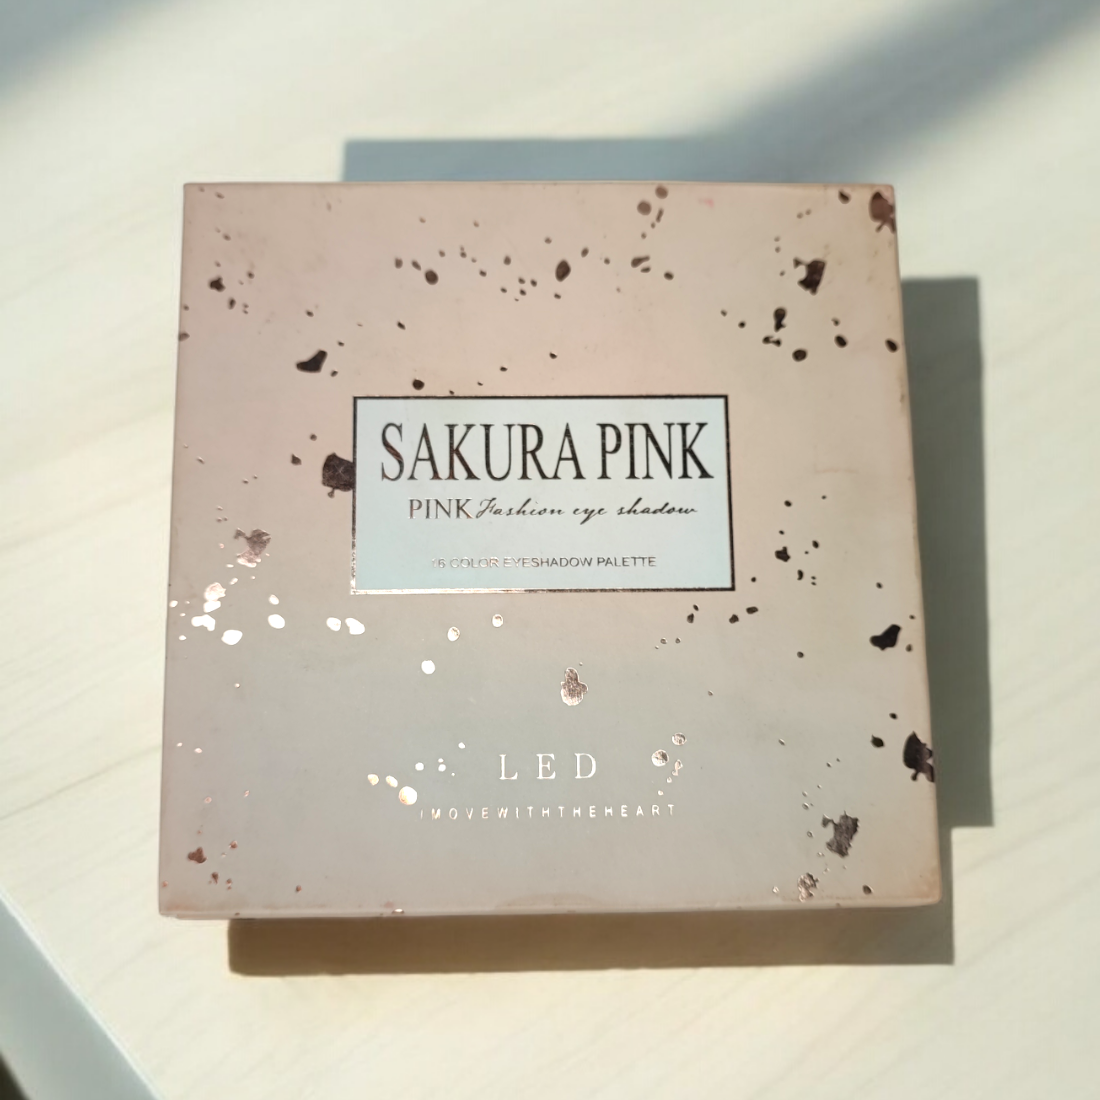 SAKURA PINK
PINK Fashion eye shadow
16 COLOR EYESHADOW PALETTE
LED
IMOVEWITHTHEHEART